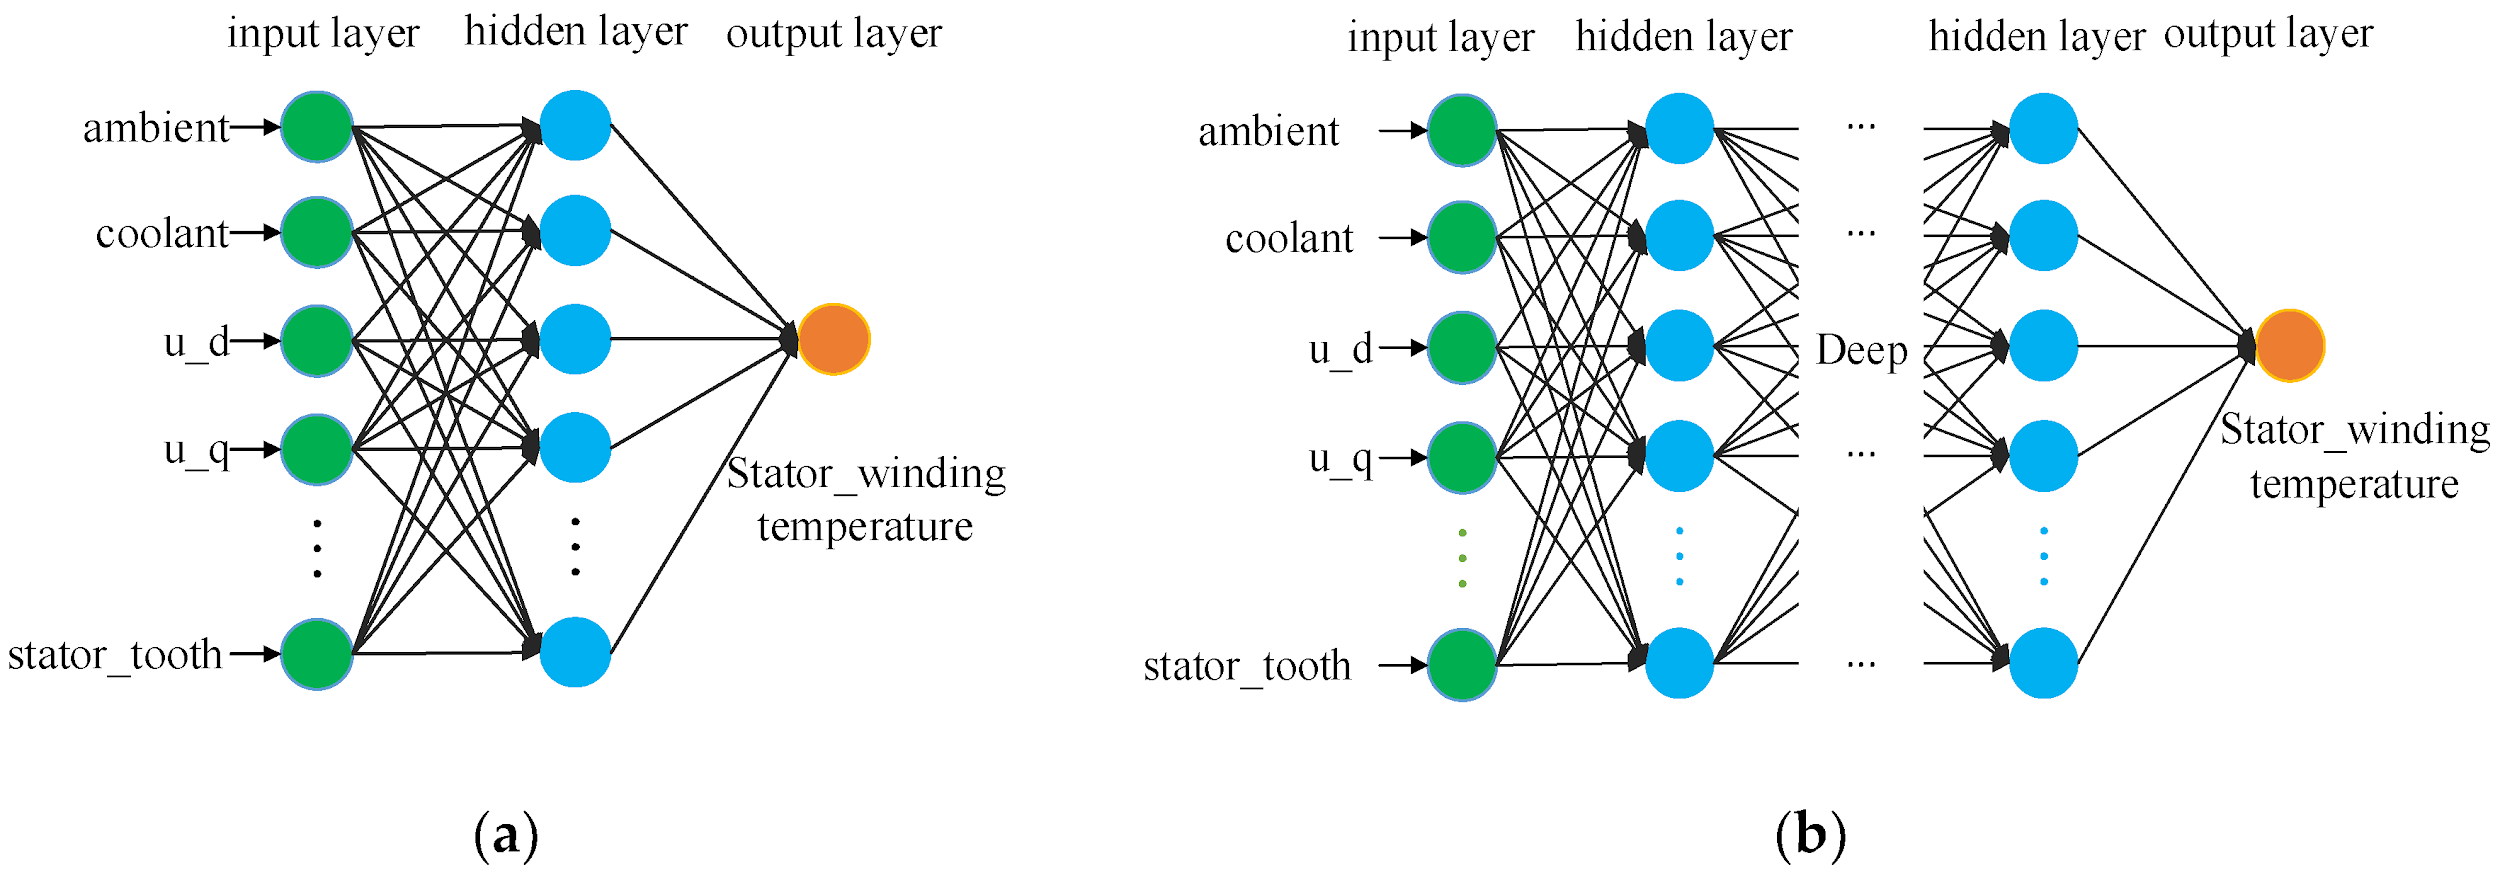 input layer hidden layer output layer
ambient
coolant
u_d
u_q
stator_tooth
Stator_winding
temperature
(a)
input layer hidden layer hidden layer output layer
ambient
...
coolant
...
u_d
Deep
u_q
...
stator_tooth
...
Stator_winding
temperature
(b)